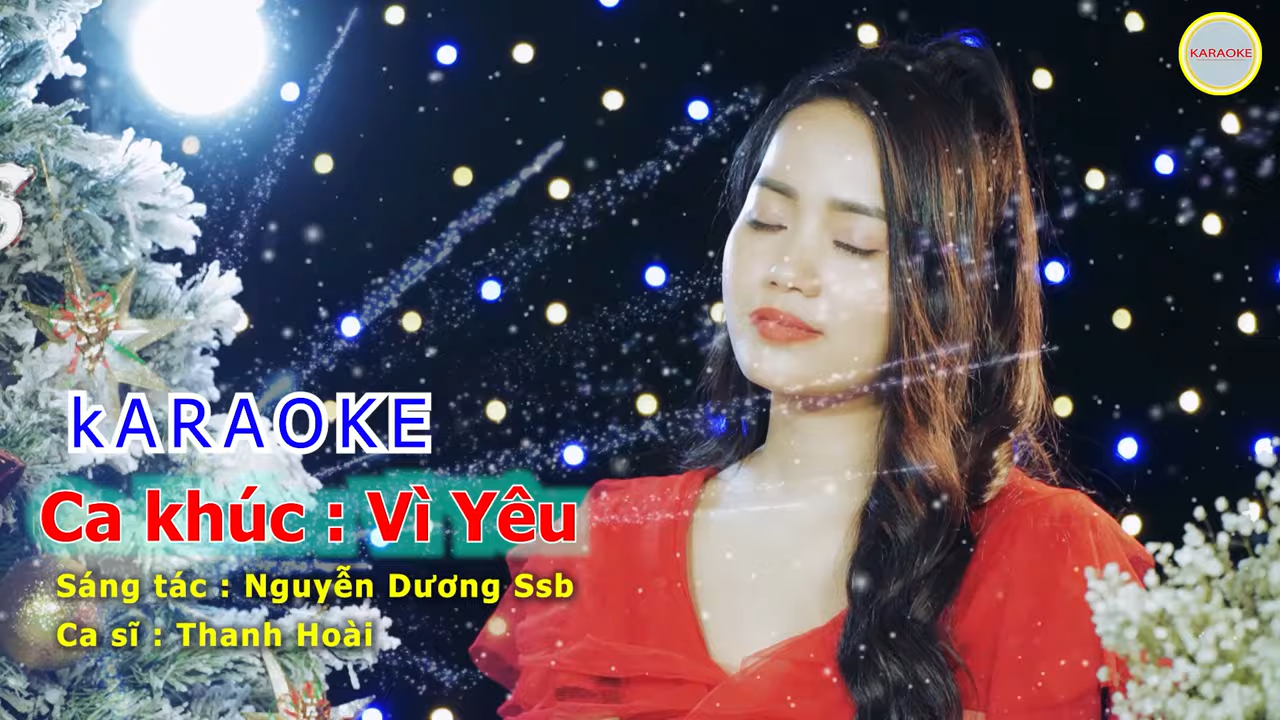 KARAOKE
kARAOKE
Ca khúc : Vì Yêu
Sáng tác : Nguyễn Dương Ssb
Ca sĩ : Thanh Hoài